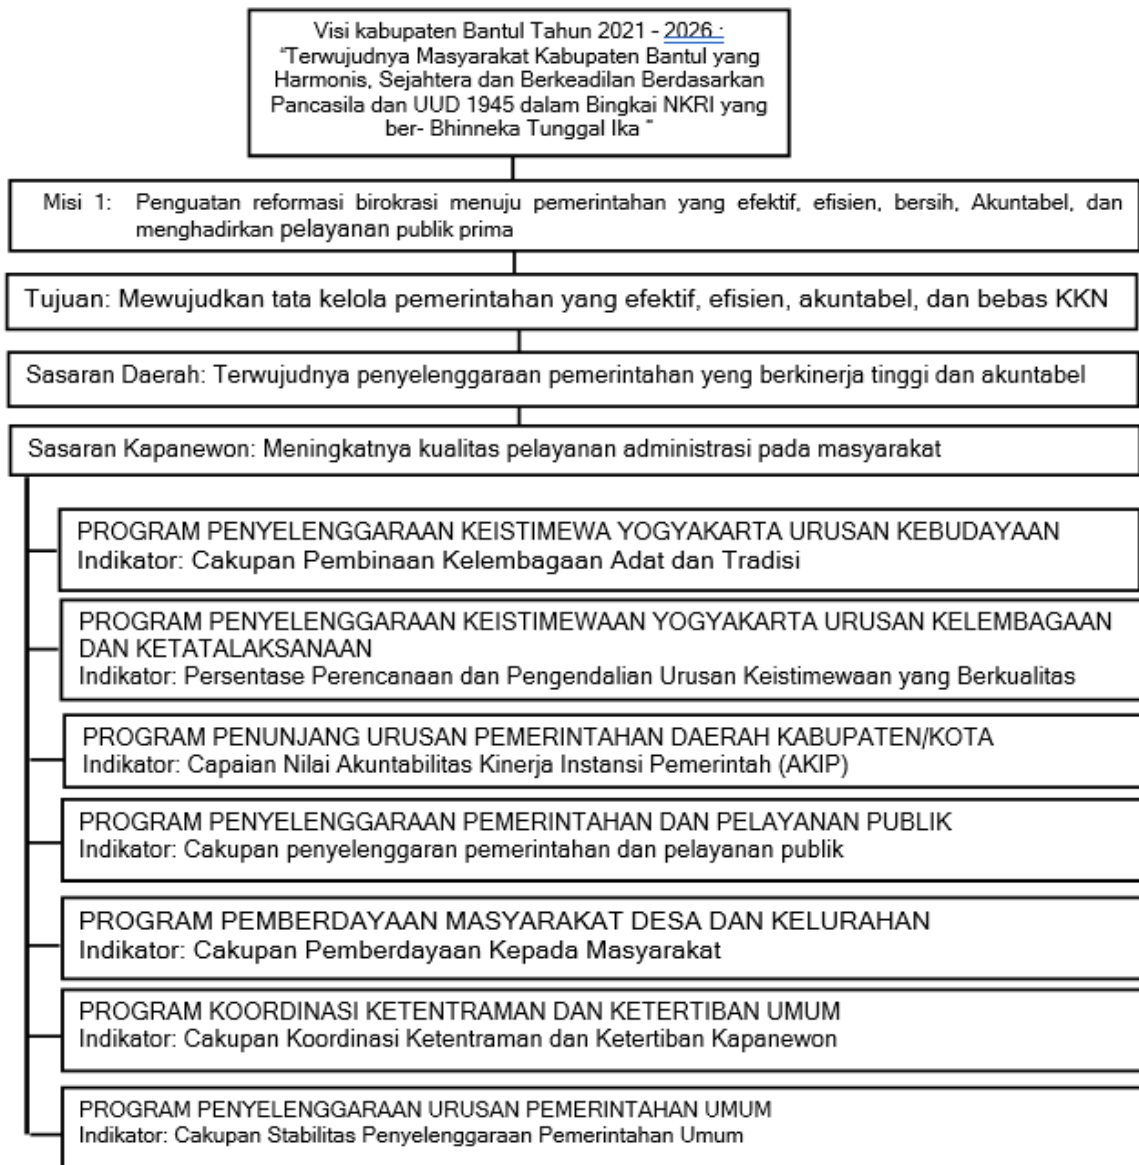 Visi kabupaten Bantul Tahun 2021 - 2026 :
“Terwujudnya Masyarakat Kabupaten Bantul yang
Harmonis, Sejahtera dan Berkeadilan Berdasarkan
Pancasila dan UUD 1945 dalam Bingkai NKRI yang
ber- Bhinneka Tunggal Ika “
Misi 1: Penguatan reformasi birokrasi menuju pemerintahan yang efektif, efisien, bersih, Akuntabel, dan
menghadirkan pelayanan publik prima
Tujuan: Mewujudkan tata kelola pemerintahan yang efektif, efisien, akuntabel, dan bebas KKN
Sasaran Daerah: Terwujudnya penyelenggaraan pemerintahan yeng berkinerja tinggi dan akuntabel
Sasaran Kapanewon: Meningkatnya kualitas pelayanan administrasi pada masyarakat
PROGRAM PENYELENGGARAAN KEISTIMEWA YOGYAKARTA URUSAN KEBUDAYAAN
Indikator: Cakupan Pembinaan Kelembagaan Adat dan Tradisi
PROGRAM PENYELENGGARAAN KEISTIMEWAAN YOGYAKARTA URUSAN KELEMBAGAAN
DAN KETATALAKSANAAN
Indikator: Persentase Perencanaan dan Pengendalian Urusan Keistimewaan yang Berkualitas
PROGRAM PENUNJANG URUSAN PEMERINTAHAN DAERAH KABUPATEN/KOTA
Indikator: Capaian Nilai Akuntabilitas Kinerja Instansi Pemerintah (AKIP)
PROGRAM PENYELENGGARAAN PEMERINTAHAN DAN PELAYANAN PUBLIK
Indikator: Cakupan penyelenggaran pemerintahan dan pelayanan publik
PROGRAM PEMBERDAYAAN MASYARAKAT DESA DAN KELURAHAN
Indikator: Cakupan Pemberdayaan Kepada Masyarakat
PROGRAM KOORDINASI KETENTRAMAN DAN KETERTIBAN UMUM
Indikator: Cakupan Koordinasi Ketentraman dan Ketertiban Kapanewon
PROGRAM PENYELENGGARAAN URUSAN PEMERINTAHAN UMUM
Indikator: Cakupan Stabilitas Penyelenggaraan Pemerintahan Umum